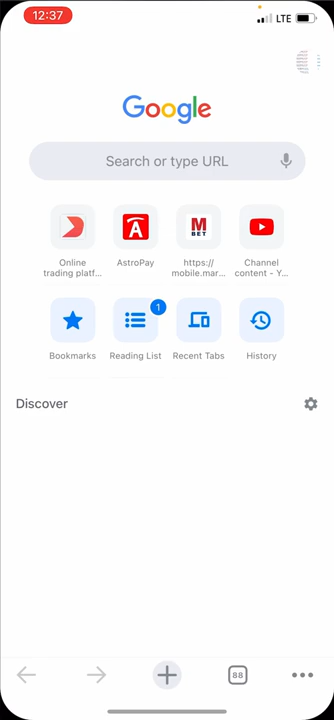 12:37
LTE
Google
Search or type URL
Online
trading platf...
AstroPay
M
BET
https://
mobile.mar...
Channel
content - Y...
1
Bookmarks
Reading List
Recent Tabs
History
Discover
88